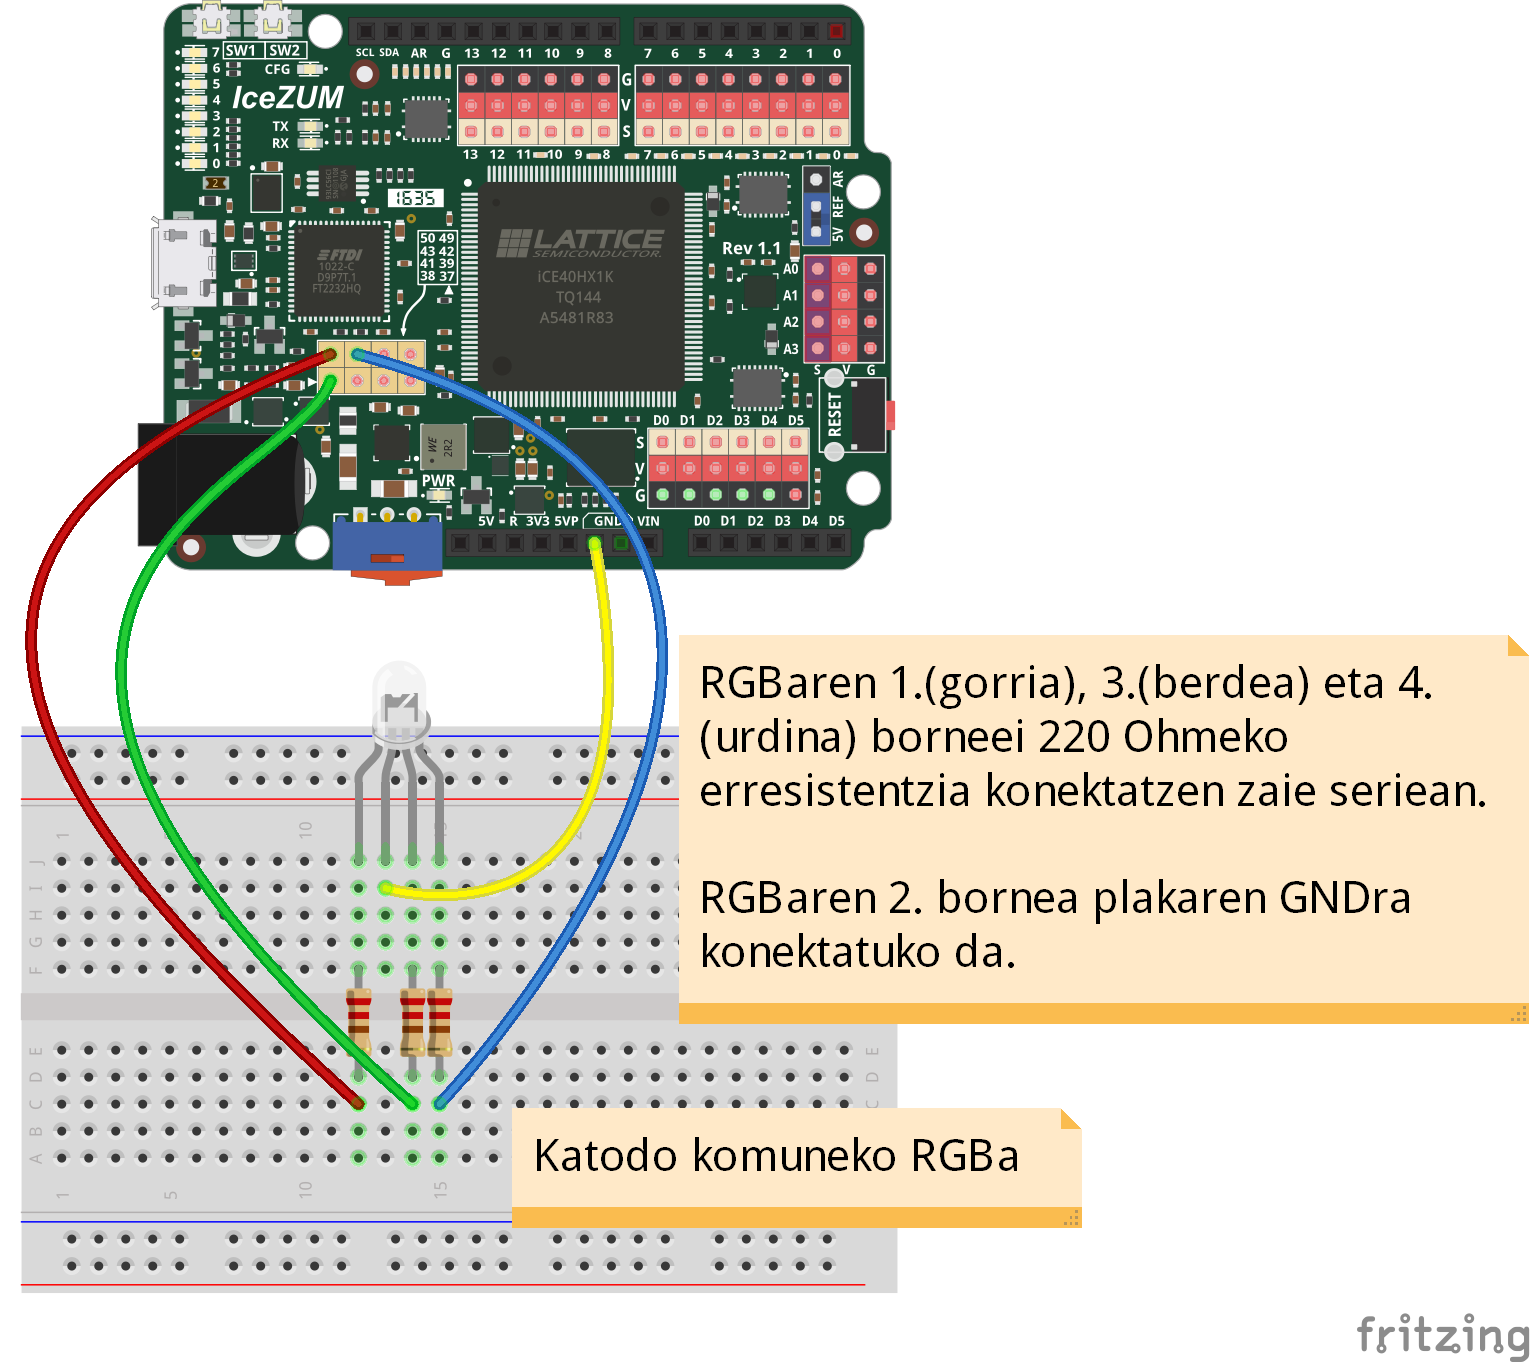 SW1 SW2
SCL SDA AR G 13 12 11 10 9 8 7 6 5 4 3 2 1 0
7
6
5
4
3
2
1
0
CFG
IceZUM
TX
RX
G
V
S
13 12 11 10 9 8 7 6 5 4 3 2 1 0
2
1635
AR
REF
5V
50 49
43 42
41 39
38 37
FTDI
1022-C
D9P7T.1
FT2232HQ
LATTICE
SEMICONDUCTOR.
iCE40HX1K
TQ144
A5481R83
Rev 1.1
A0
A1
A2
A3
S V G
RESET
D0 D1 D2 D3 D4 D5
S
V
G
WE
2R2
PWR
5V R 3V3 5VP GND VIN D0 D1 D2 D3 D4 D5
RGBaren 1.(gorria), 3.(berdea) eta 4.
(urdina) borneei 220 Ohmeko
erresistentzia konektatzen zaie seriean.
RGBaren 2. bornea plakaren GNDra
konektatuko da.
1 10
J
I
H
G
F
E E
D D
C C
B
A
1 5 10 15
Katodo komuneko RGBa
fritzing